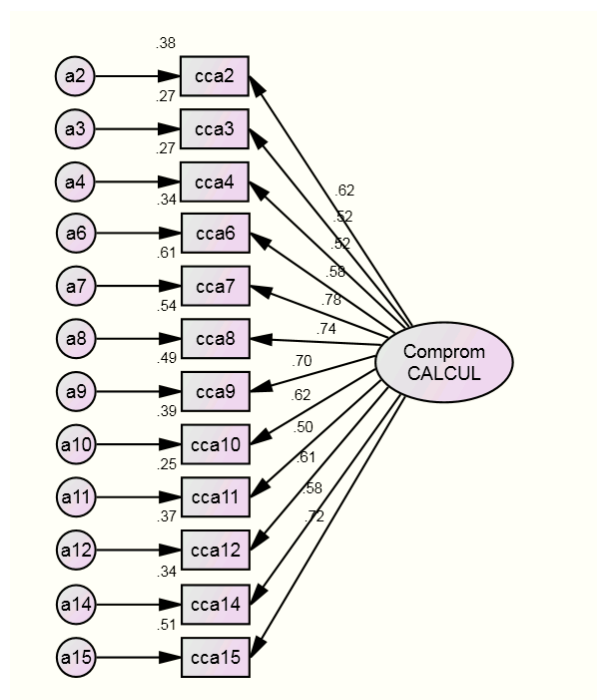 .38
a2 cca2
.27
a3 cca3
.27
a4 cca4
.34
a6 cca6
.61
a7 cca7
.54
a8 cca8
.49
a9 cca9
.39
a10 cca10
.25
a11 cca11
.37
a12 cca12
.34
a14 cca14
.51
a15 cca15
.62
.52
.52
.58
.78
.74
.70
.62
.50
.61
.58
.72
Comprom
CALCUL